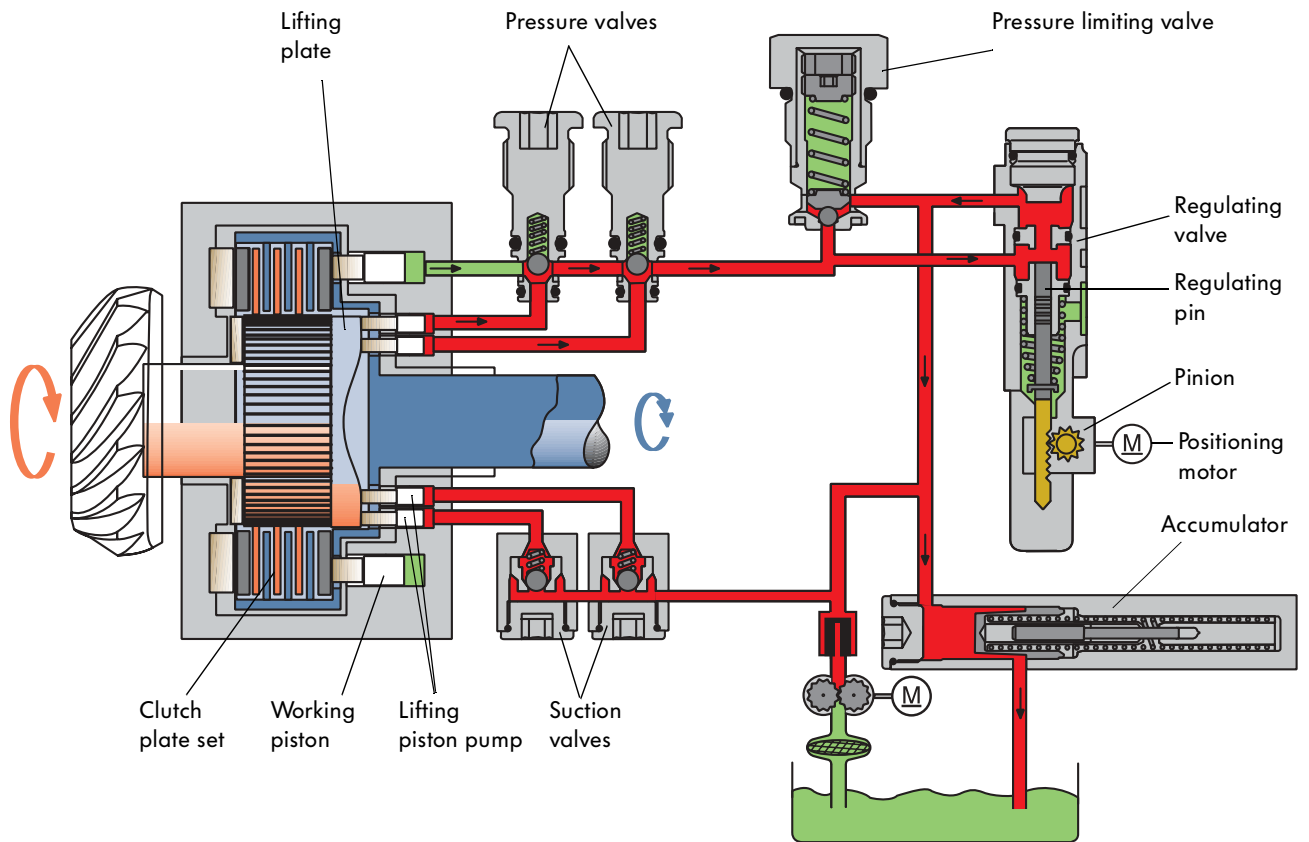 Lifting
plate
Pressure valves
Pressure limiting valve
Regulating
valve
Regulating
pin
Pinion
M
Positioning
motor
Accumulator
M
Clutch
plate set
Working
piston
Lifting
piston pump
Suction
valves